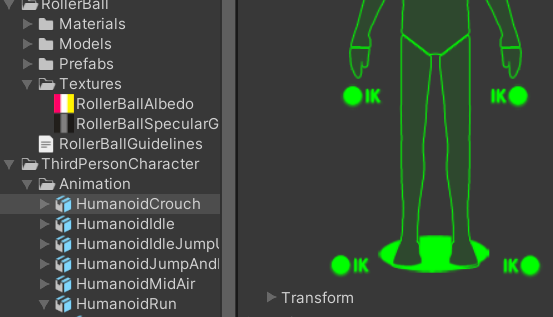 RollerBall
Materials
Models
Prefabs
Textures
RollerBallAlbedo
RollerBallSpecularG
RollerBallGuidelines
ThirdPersonCharacter
Animation
HumanoidCrouch
HumanoidIdle
HumanoidIdleJumpU
HumanoidJumpAndF
HumanoidMidAir
HumanoidRun
IK
IK
IK
IK
Transform